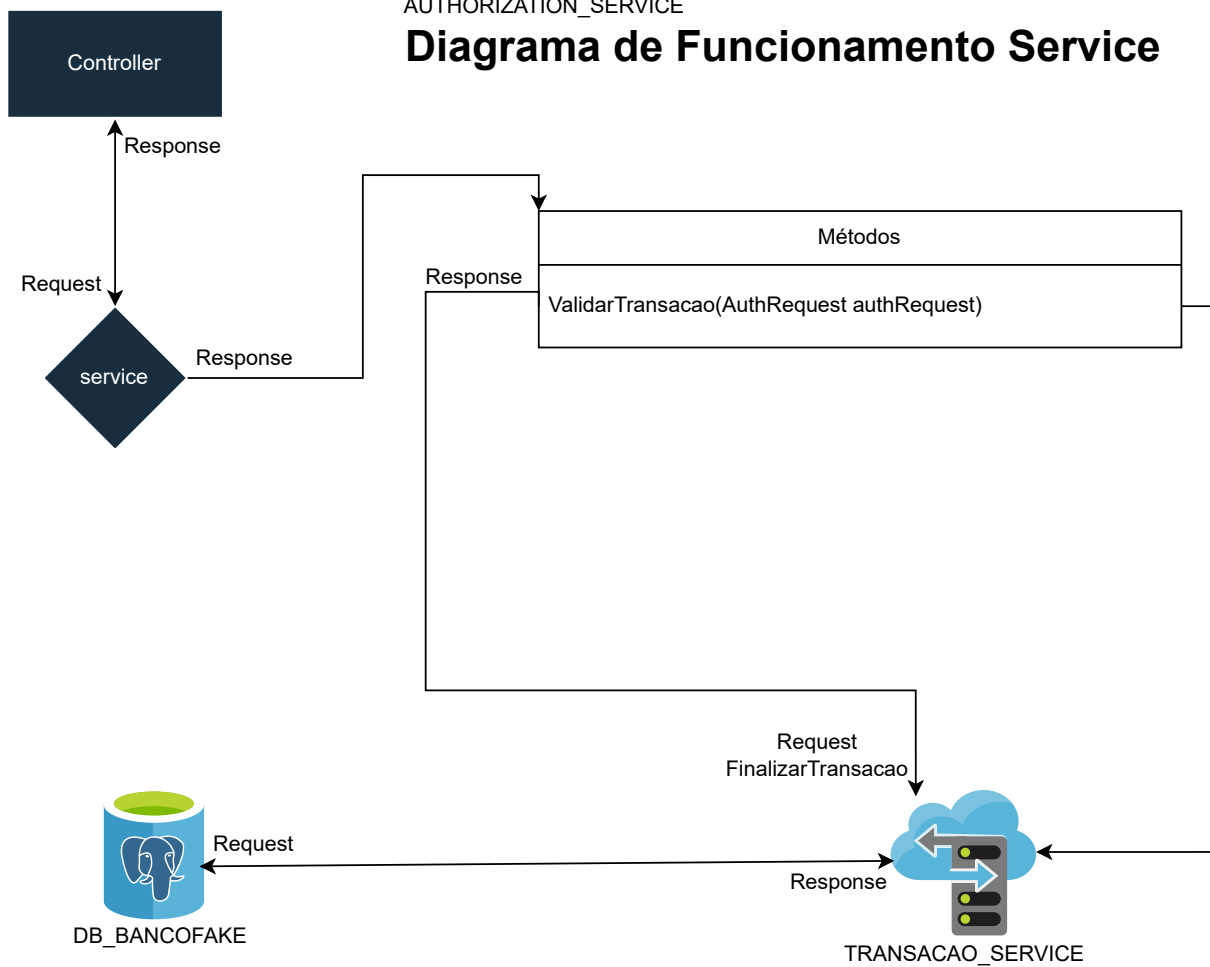 AUTHORIZATION_SERVICE
Diagrama de Funcionamento Service
Controller
Response
Request
service
Response
Métodos
Response
ValidarTransacao(AuthRequest authRequest)
Request
FinalizarTransacao
Request
Response
DB_BANCOFAKE
TRANSACAO_SERVICE